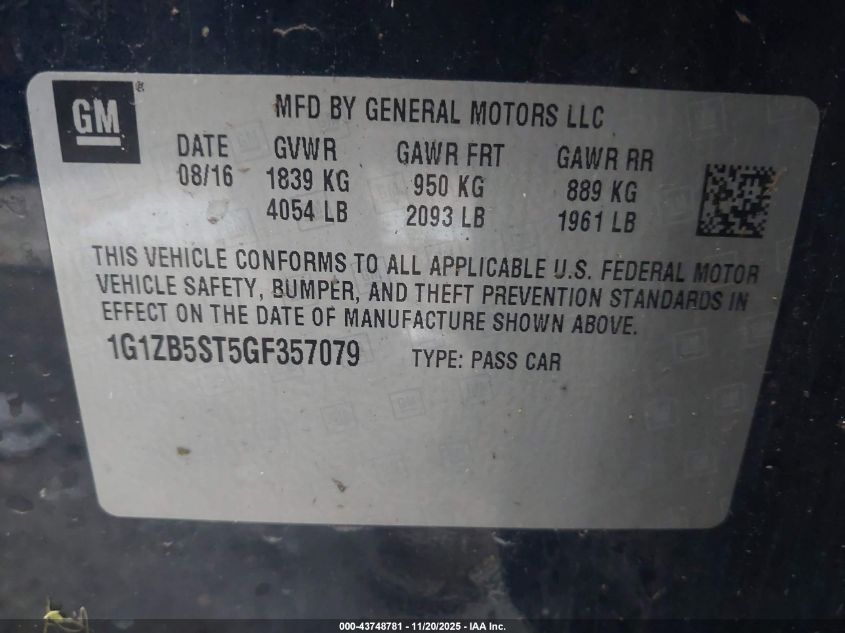 GM ®
MFD BY GENERAL MOTORS LLC
DATE GVWR GAWR FRT GAWR RR
08/16 1839 KG 950 KG 889 KG
4054 LB 2093 LB 1961 LB
THIS VEHICLE CONFORMS TO ALL APPLICABLE U.S. FEDERAL MOTOR
VEHICLE SAFETY, BUMPER, AND THEFT PREVENTION STANDARDS IN
EFFECT ON THE DATE OF MANUFACTURE SHOWN ABOVE.
1G1ZB5ST5GF357079 TYPE: PASS CAR
000-43748781 - 11/20/2025 - IAA Inc.